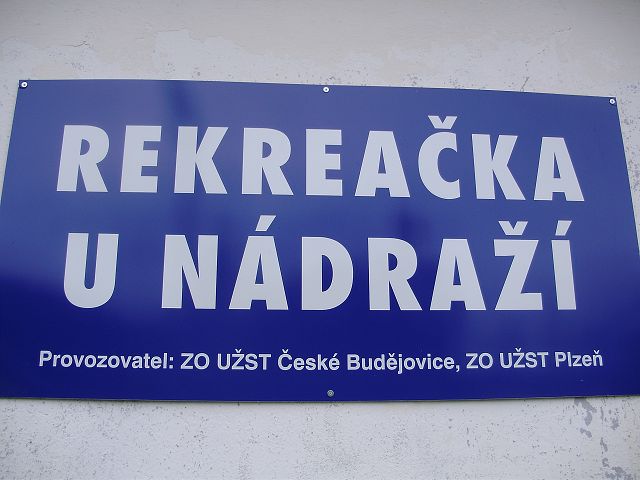 REKREAČKA
U NÁDRAŽÍ
Provozovatel: ZO UŽST České Budějovice, ZO UŽST Plzeň